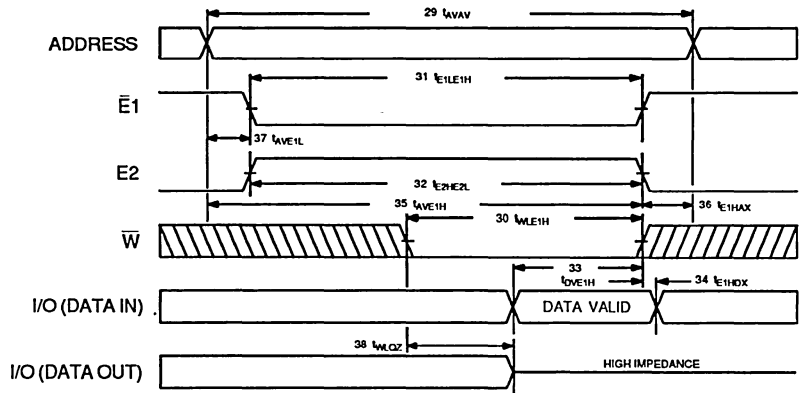 29 tAVAV
ADDRESS
31 tE1LE1H
E̅1
37 tAVE1L
E2
32 tE2HE2L
35 tAVE1H
36 tE1HAX
30 tWLE1H
W̅
33
tDVE1H
34 tE1HDX
I/O (DATA IN)
DATA VALID
38 tWLQZ
I/O (DATA OUT)
HIGH IMPEDANCE